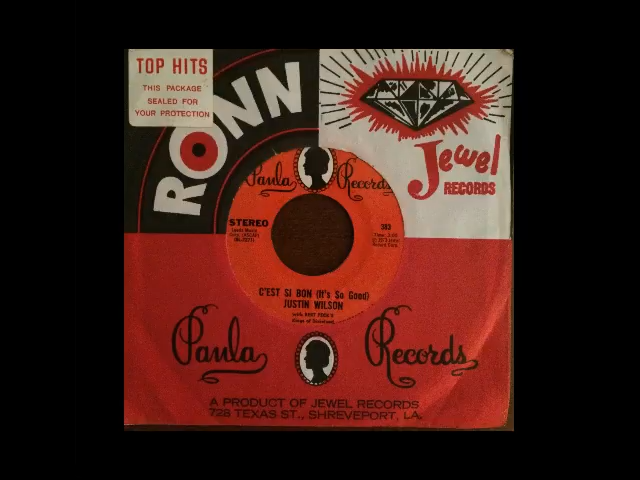 TOP HITS
THIS PACKAGE
SEALED FOR
YOUR PROTECTION
RONN
Jewel
RECORDS
Paula Records
STEREO
383
C'EST SI BON (It's So Good)
JUSTIN WILSON
Paula Records
A PRODUCT OF JEWEL RECORDS
728 TEXAS ST., SHREVEPORT, LA.